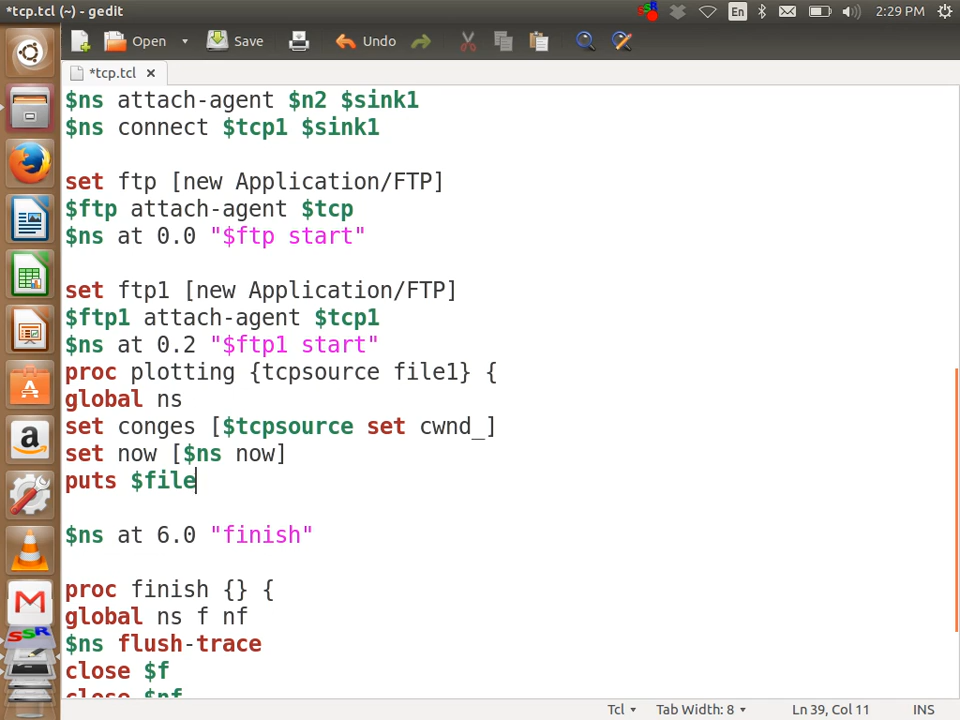 *tcp.tcl (~) - gedit
En
2:29 PM
Open
Save
Undo
*tcp.tcl
$ns attach-agent $n2 $sink1
$ns connect $tcp1 $sink1
set ftp [new Application/FTP]
$ftp attach-agent $tcp
$ns at 0.0 "$ftp start"
set ftp1 [new Application/FTP]
$ftp1 attach-agent $tcp1
$ns at 0.2 "$ftp1 start"
proc plotting {tcpsource file1} {
global ns
set conges [$tcpsource set cwnd_]
set now [$ns now]
puts $file
$ns at 6.0 "finish"
proc finish {} {
global ns f nf
$ns flush-trace
close $f
close $nf
Tcl
Tab Width: 8
Ln 39, Col 11
INS